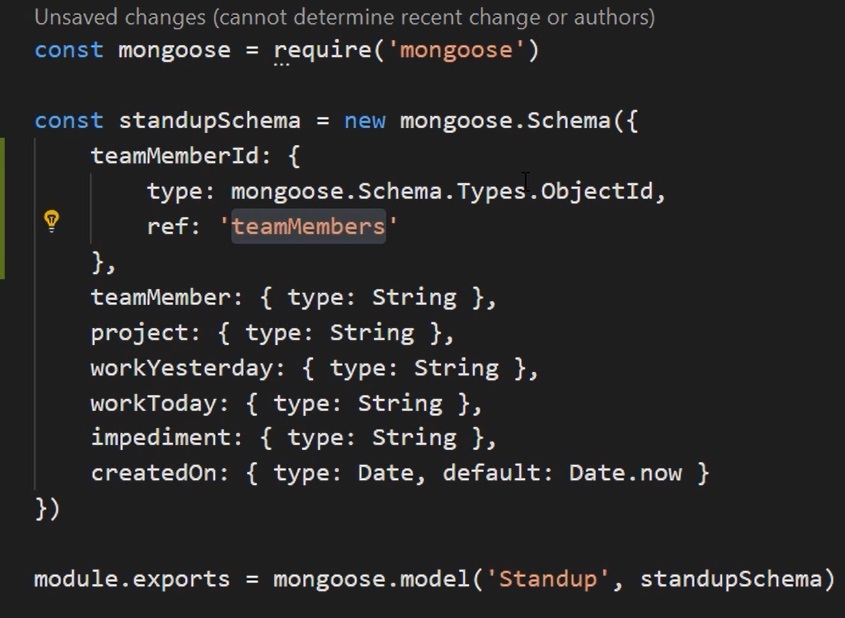 Unsaved changes (cannot determine recent change or authors)
const mongoose = require('mongoose')
const standupSchema = new mongoose.Schema({
    teamMemberId: {
        type: mongoose.Schema.Types.ObjectId,
        ref: 'teamMembers'
    },
    teamMember: { type: String },
    project: { type: String },
    workYesterday: { type: String },
    workToday: { type: String },
    impediment: { type: String },
    createdOn: { type: Date, default: Date.now }
})
module.exports = mongoose.model('Standup', standupSchema)